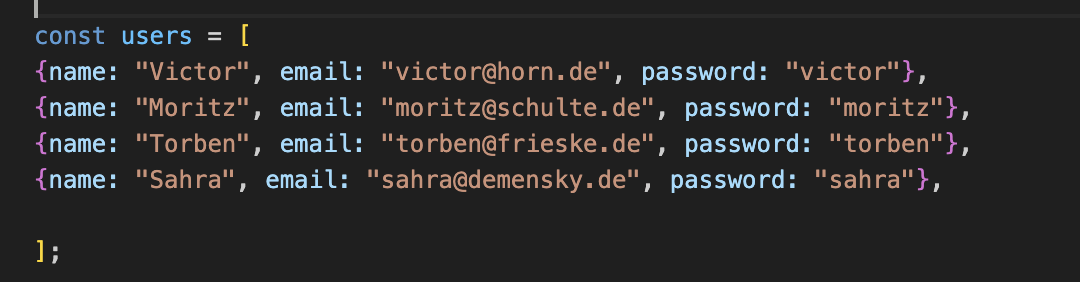 const users = [
{name: "Victor", email: "victor@horn.de", password: "victor"},
{name: "Moritz", email: "moritz@schulte.de", password: "moritz"},
{name: "Torben", email: "torben@frieske.de", password: "torben"},
{name: "Sahra", email: "sahra@demensky.de", password: "sahra"},
];